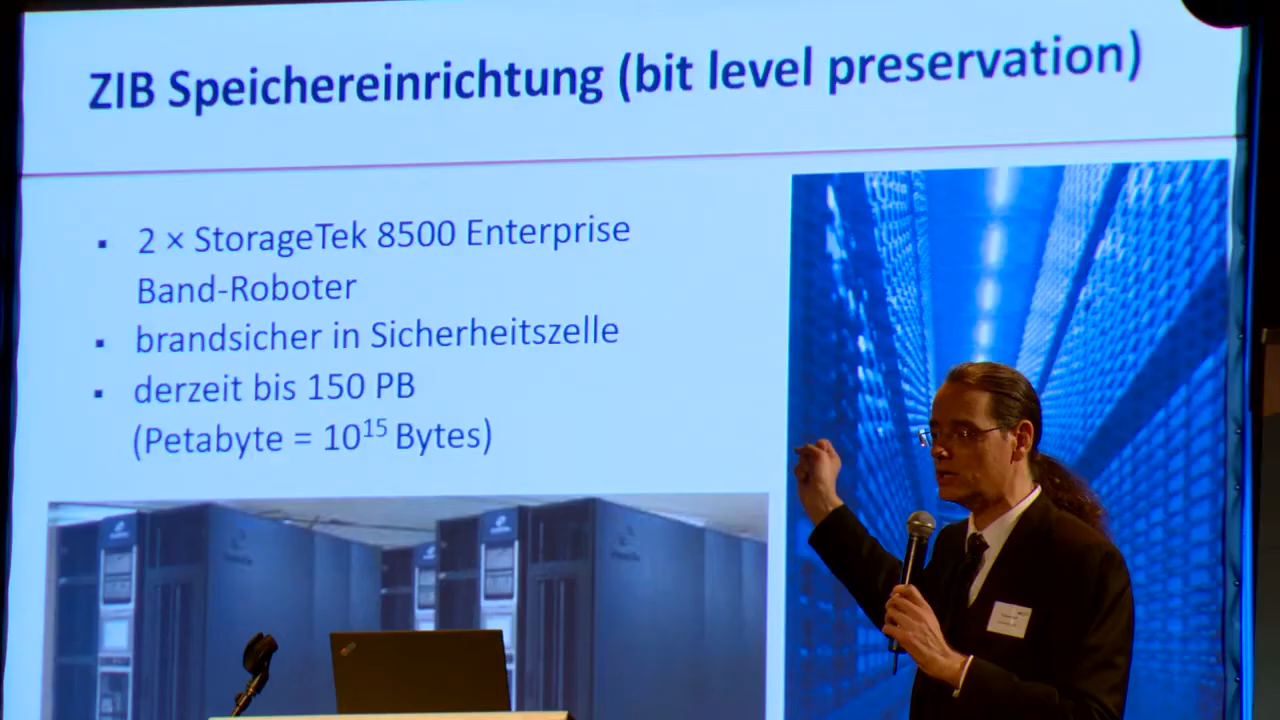 ZIB Speichereinrichtung (bit level preservation)
▪ 2 × StorageTek 8500 Enterprise
Band-Roboter
▪ brandsicher in Sicherheitszelle
▪ derzeit bis 150 PB
(Petabyte = 10¹⁵ Bytes)